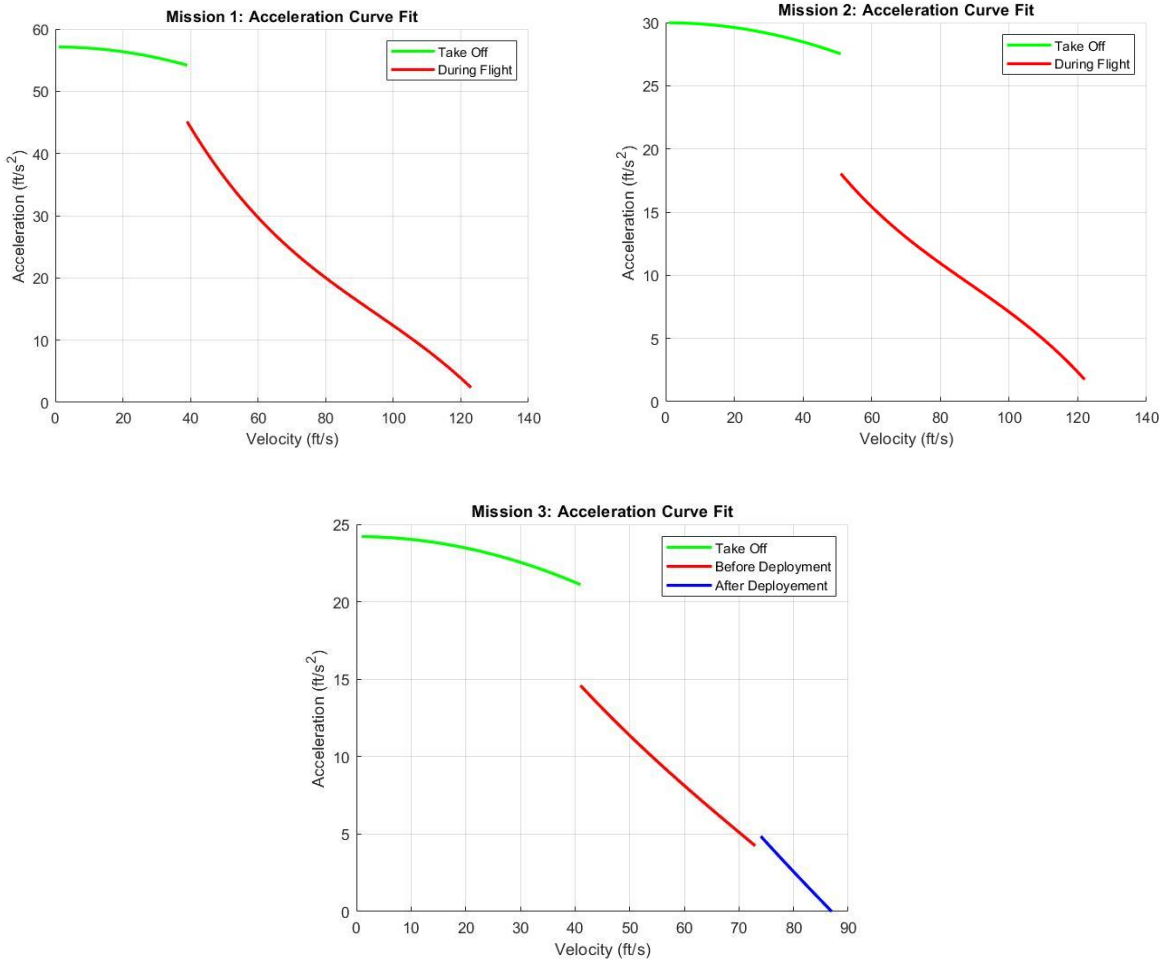 Mission 1: Acceleration Curve Fit
60
50
40
30
20
10
0
Acceleration (ft/s²)
Take Off
During Flight
0 20 40 60 80 100 120 140
Velocity (ft/s)
Mission 2: Acceleration Curve Fit
30
25
20
15
10
5
0
Acceleration (ft/s²)
Take Off
During Flight
0 20 40 60 80 100 120 140
Velocity (ft/s)
Mission 3: Acceleration Curve Fit
25
20
15
10
5
0
Acceleration (ft/s²)
Take Off
Before Deployment
After Deployement
0 10 20 30 40 50 60 70 80 90
Velocity (ft/s)